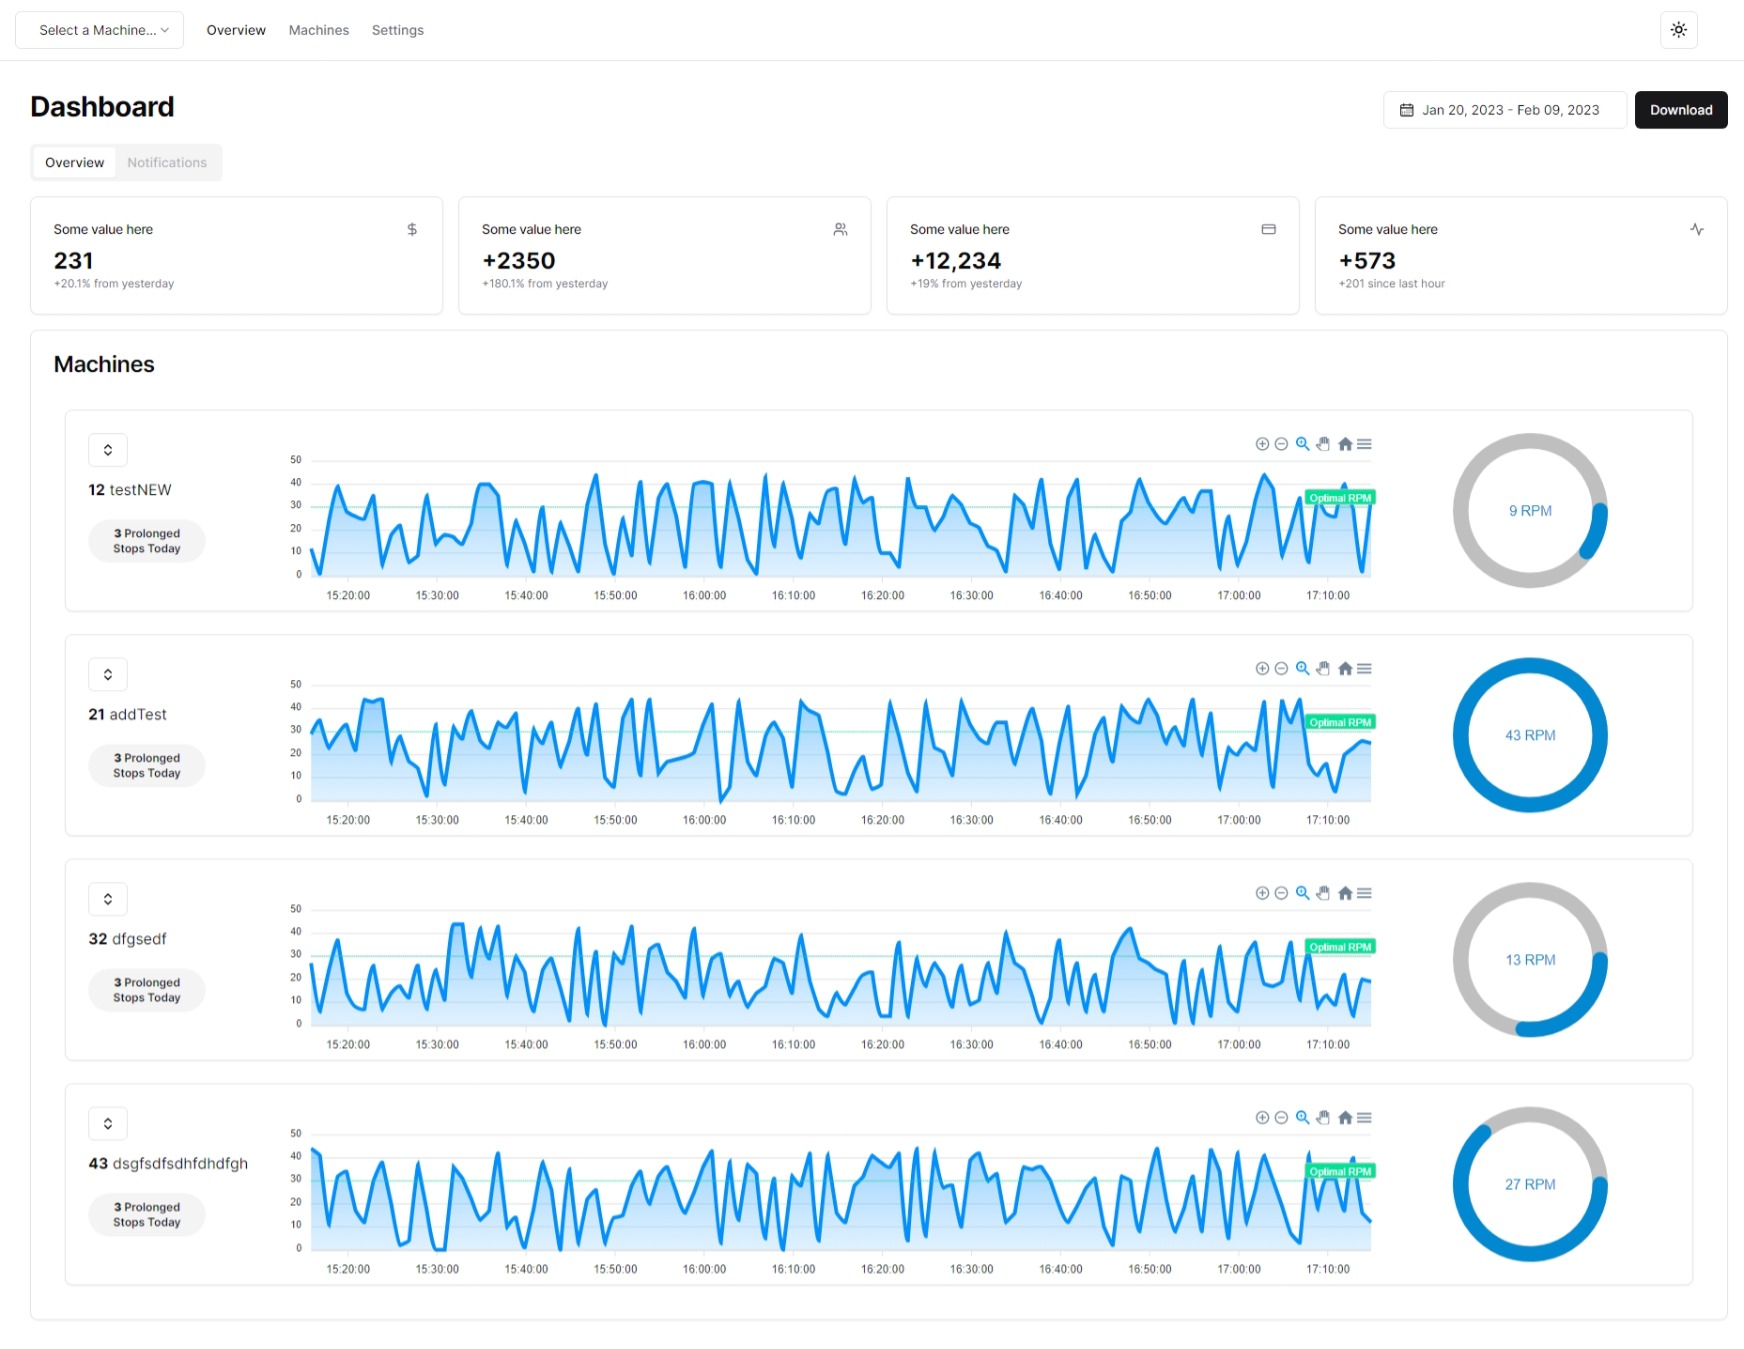 Select a Machine... Overview Machines Settings
Dashboard
Jan 20, 2023 - Feb 09, 2023 Download
Overview Notifications
Some value here
231
+20.1% from yesterday
Some value here
+2350
+180.1% from yesterday
Some value here
+12,234
+19% from yesterday
Some value here
+573
+201 since last hour
Machines
12 testNEW
3 Prolonged
Stops Today
50
40
30
20
10
0
Optimal RPM
15:20:00 15:30:00 15:40:00 15:50:00 16:00:00 16:10:00 16:20:00 16:30:00 16:40:00 16:50:00 17:00:00 17:10:00
9 RPM
21 addTest
3 Prolonged
Stops Today
50
40
30
20
10
0
Optimal RPM
15:20:00 15:30:00 15:40:00 15:50:00 16:00:00 16:10:00 16:20:00 16:30:00 16:40:00 16:50:00 17:00:00 17:10:00
43 RPM
32 dfgsedf
3 Prolonged
Stops Today
50
40
30
20
10
0
Optimal RPM
15:20:00 15:30:00 15:40:00 15:50:00 16:00:00 16:10:00 16:20:00 16:30:00 16:40:00 16:50:00 17:00:00 17:10:00
13 RPM
43 dsgfsdfsdhfdhdfgh
3 Prolonged
Stops Today
50
40
30
20
10
0
Optimal RPM
15:20:00 15:30:00 15:40:00 15:50:00 16:00:00 16:10:00 16:20:00 16:30:00 16:40:00 16:50:00 17:00:00 17:10:00
27 RPM